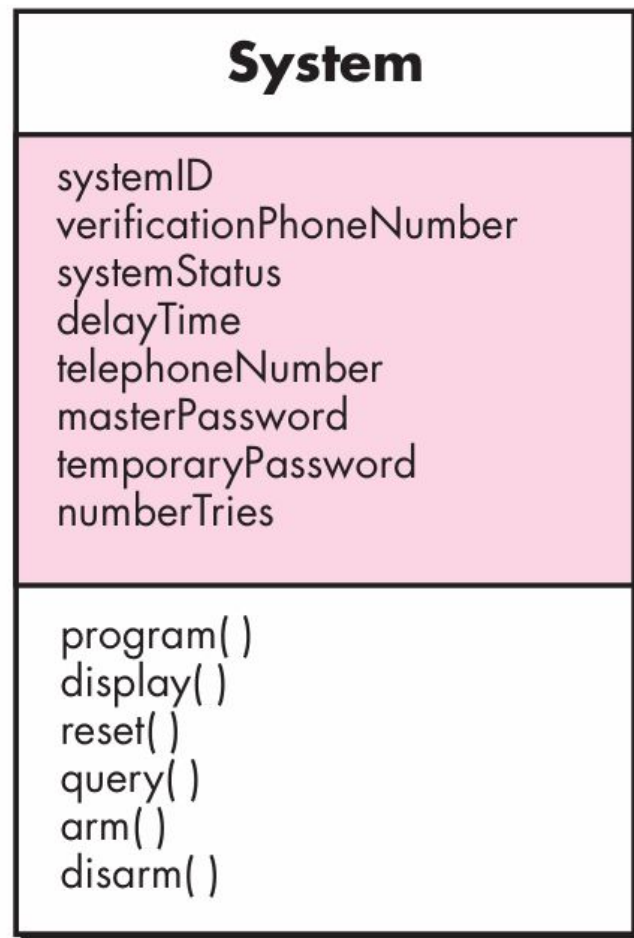 System
systemID
verificationPhoneNumber
systemStatus
delayTime
telephoneNumber
masterPassword
temporaryPassword
numberTries
program( )
display( )
reset( )
query( )
arm( )
disarm( )